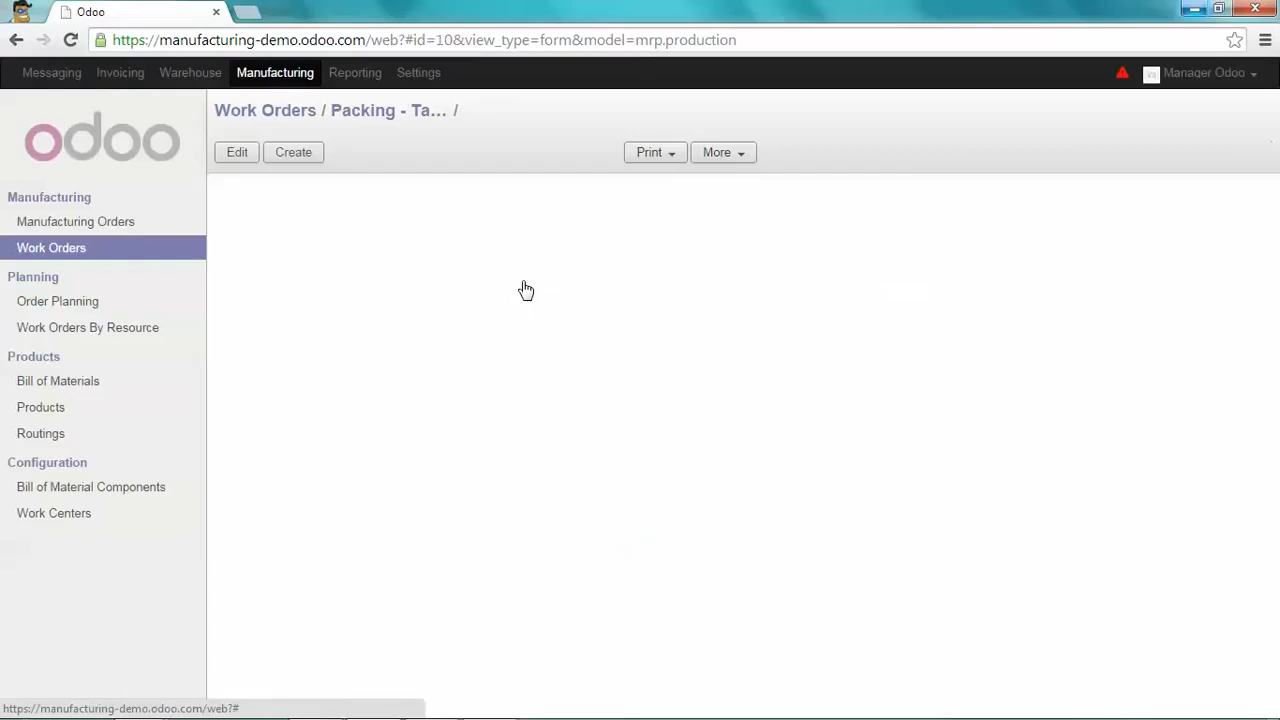 Odoo
https://manufacturing-demo.odoo.com/web?#id=10&view_type=form&model=mrp.production
Messaging Invoicing Warehouse Manufacturing Reporting Settings Manager Odoo
odoo
Work Orders / Packing - Ta... /
Edit Create Print More
Manufacturing
Manufacturing Orders
Work Orders
Planning
Order Planning
Work Orders By Resource
Products
Bill of Materials
Products
Routings
Configuration
Bill of Material Components
Work Centers
https://manufacturing-demo.odoo.com/web?#